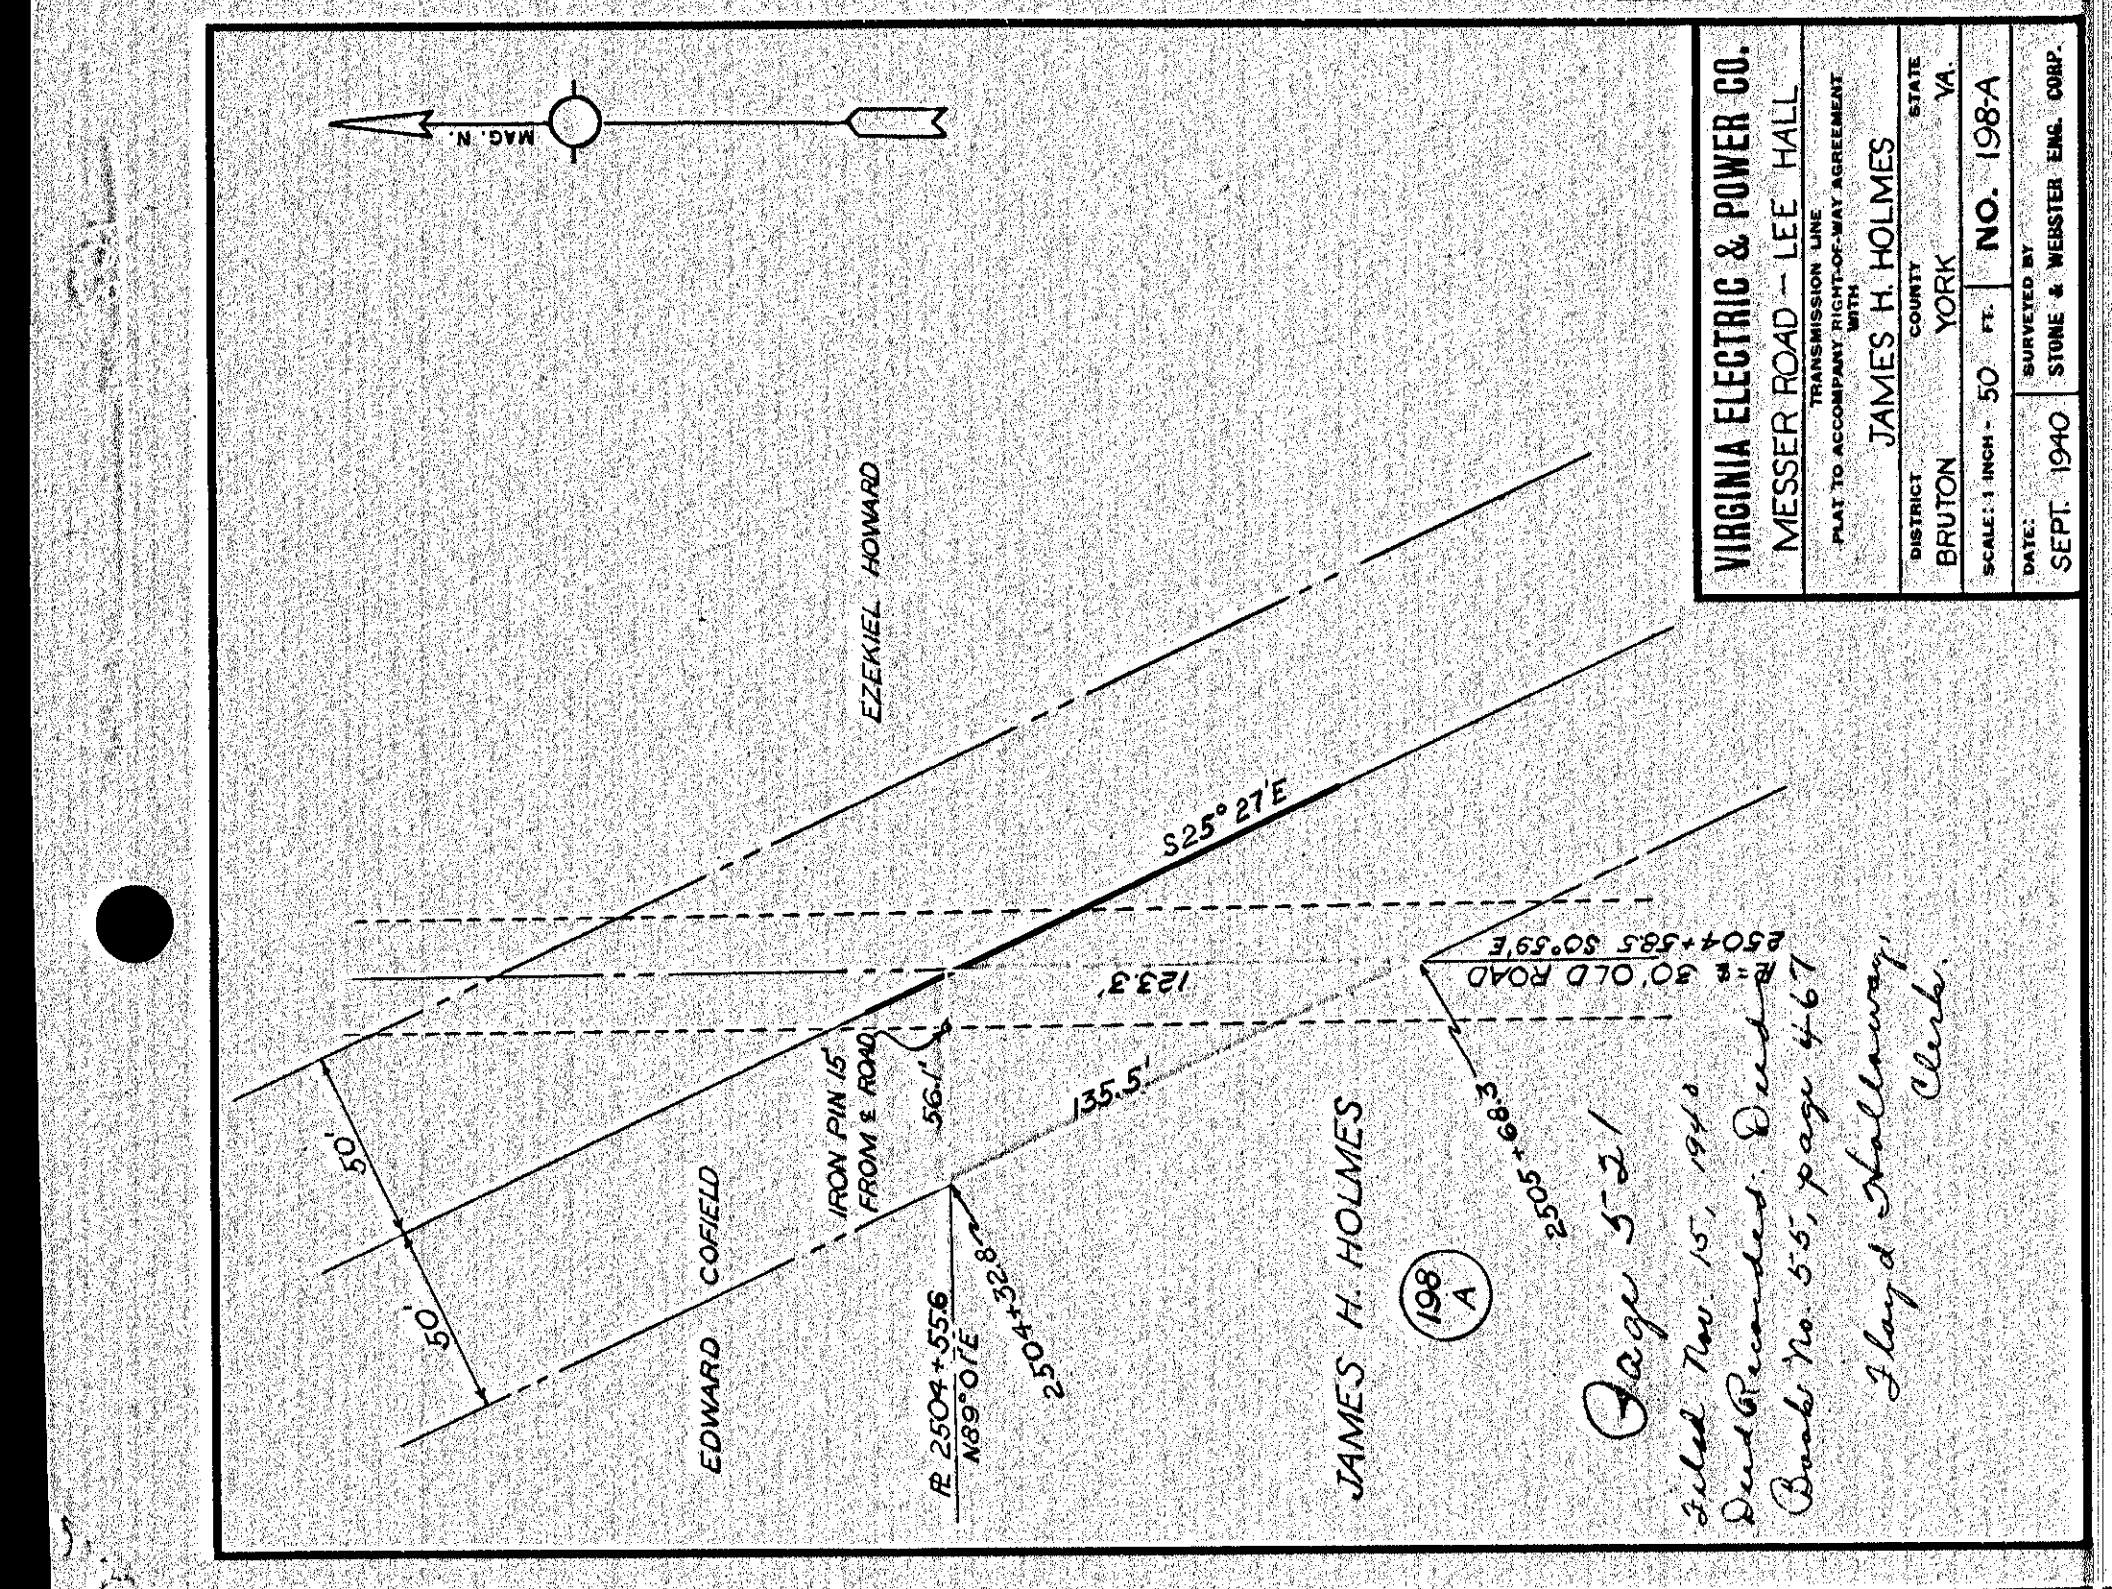 MAG. N.
EZEKIEL HOWARD
50'
50'
S 25° 27' E
123.3'
IRON PIN 15'
FROM ℄ ROAD
56.1'
135.5'
EDWARD COFIELD
℄ = ℄ 30' OLD ROAD
2504+58.5 S0°59'E
2505+68.3
PL 2504+55.6
N89°01'E
2504+32.8
JAMES H. HOLMES
198
A
Page 521
Filed Nov. 15, 1940
Deed Recorded. Deed
Book No. 55, page 467
Floyd Hollaway,
Clerk.
VIRGINIA ELECTRIC & POWER CO.
MESSER ROAD – LEE HALL
TRANSMISSION LINE
PLAT TO ACCOMPANY RIGHT-OF-WAY AGREEMENT
WITH
JAMES H. HOLMES
DISTRICT COUNTY STATE
BRUTON YORK VA.
SCALE: 1 INCH - 50 FT. NO. 198-A
DATE: SURVEYED BY
SEPT. 1940 STONE & WEBSTER ENG. CORP.